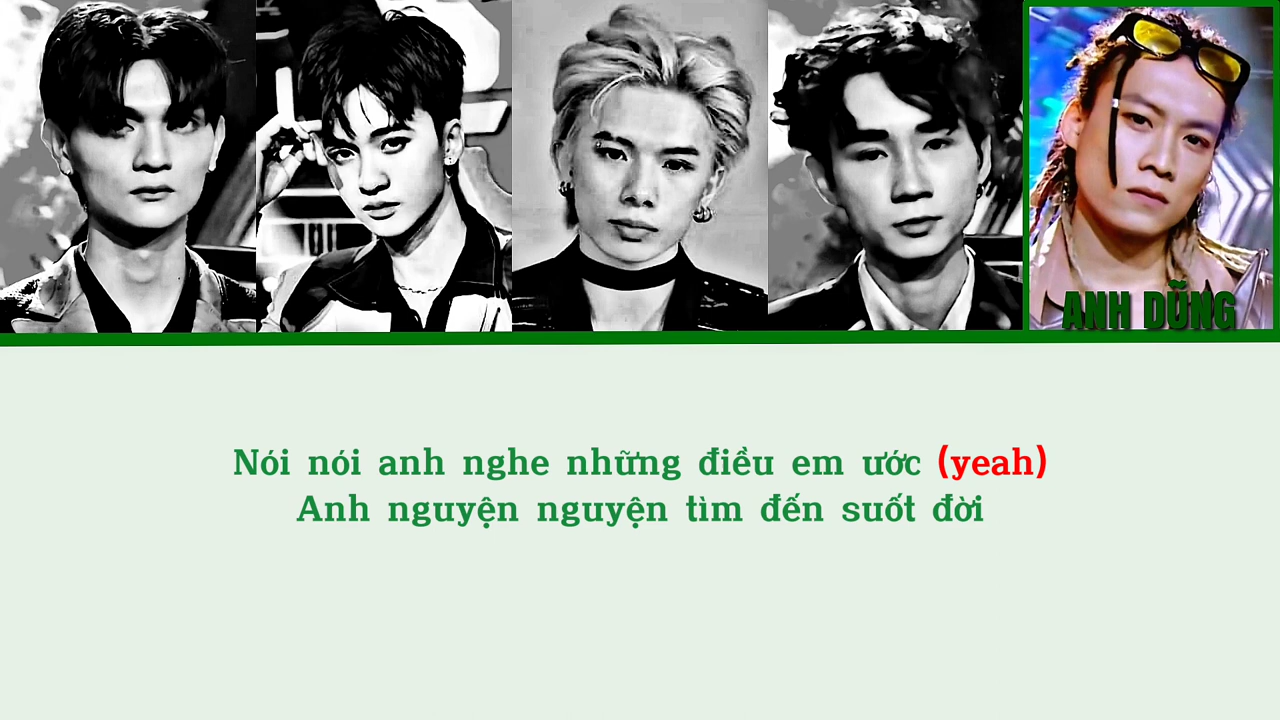 ANH DŨNG
Nói nói anh nghe những điều em ước (yeah)
Anh nguyện nguyện tìm đến suốt đời